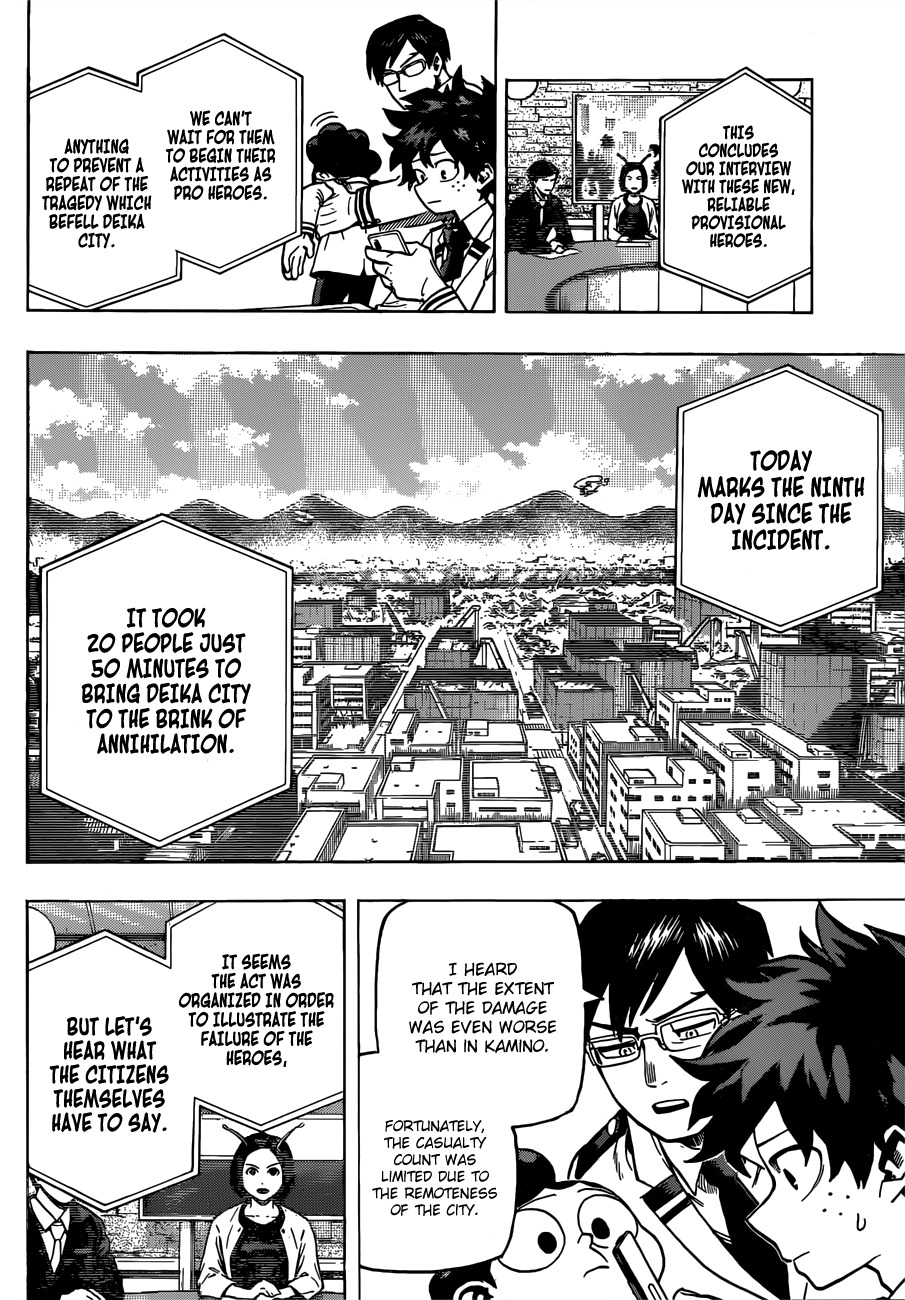 THIS
CONCLUDES
OUR INTERVIEW
WITH THESE NEW,
RELIABLE
PROVISIONAL
HEROES.
WE CAN'T
WAIT FOR THEM
TO BEGIN THEIR
ACTIVITIES AS
PRO HEROES.
ANYTHING
TO PREVENT A
REPEAT OF THE
TRAGEDY WHICH
BEFELL DEIKA
CITY.
TODAY
MARKS THE NINTH
DAY SINCE THE
INCIDENT.
IT TOOK
20 PEOPLE JUST
50 MINUTES TO
BRING DEIKA CITY
TO THE BRINK OF
ANNIHILATION.
I HEARD
THAT THE EXTENT
OF THE DAMAGE
WAS EVEN WORSE
THAN IN KAMINO.
FORTUNATELY,
THE CASUALTY
COUNT WAS
LIMITED DUE TO
THE REMOTENESS
OF THE CITY.
IT SEEMS
THE ACT WAS
ORGANIZED IN ORDER
TO ILLUSTRATE THE
FAILURE OF THE
HEROES,
BUT LET'S
HEAR WHAT
THE CITIZENS
THEMSELVES
HAVE TO SAY.